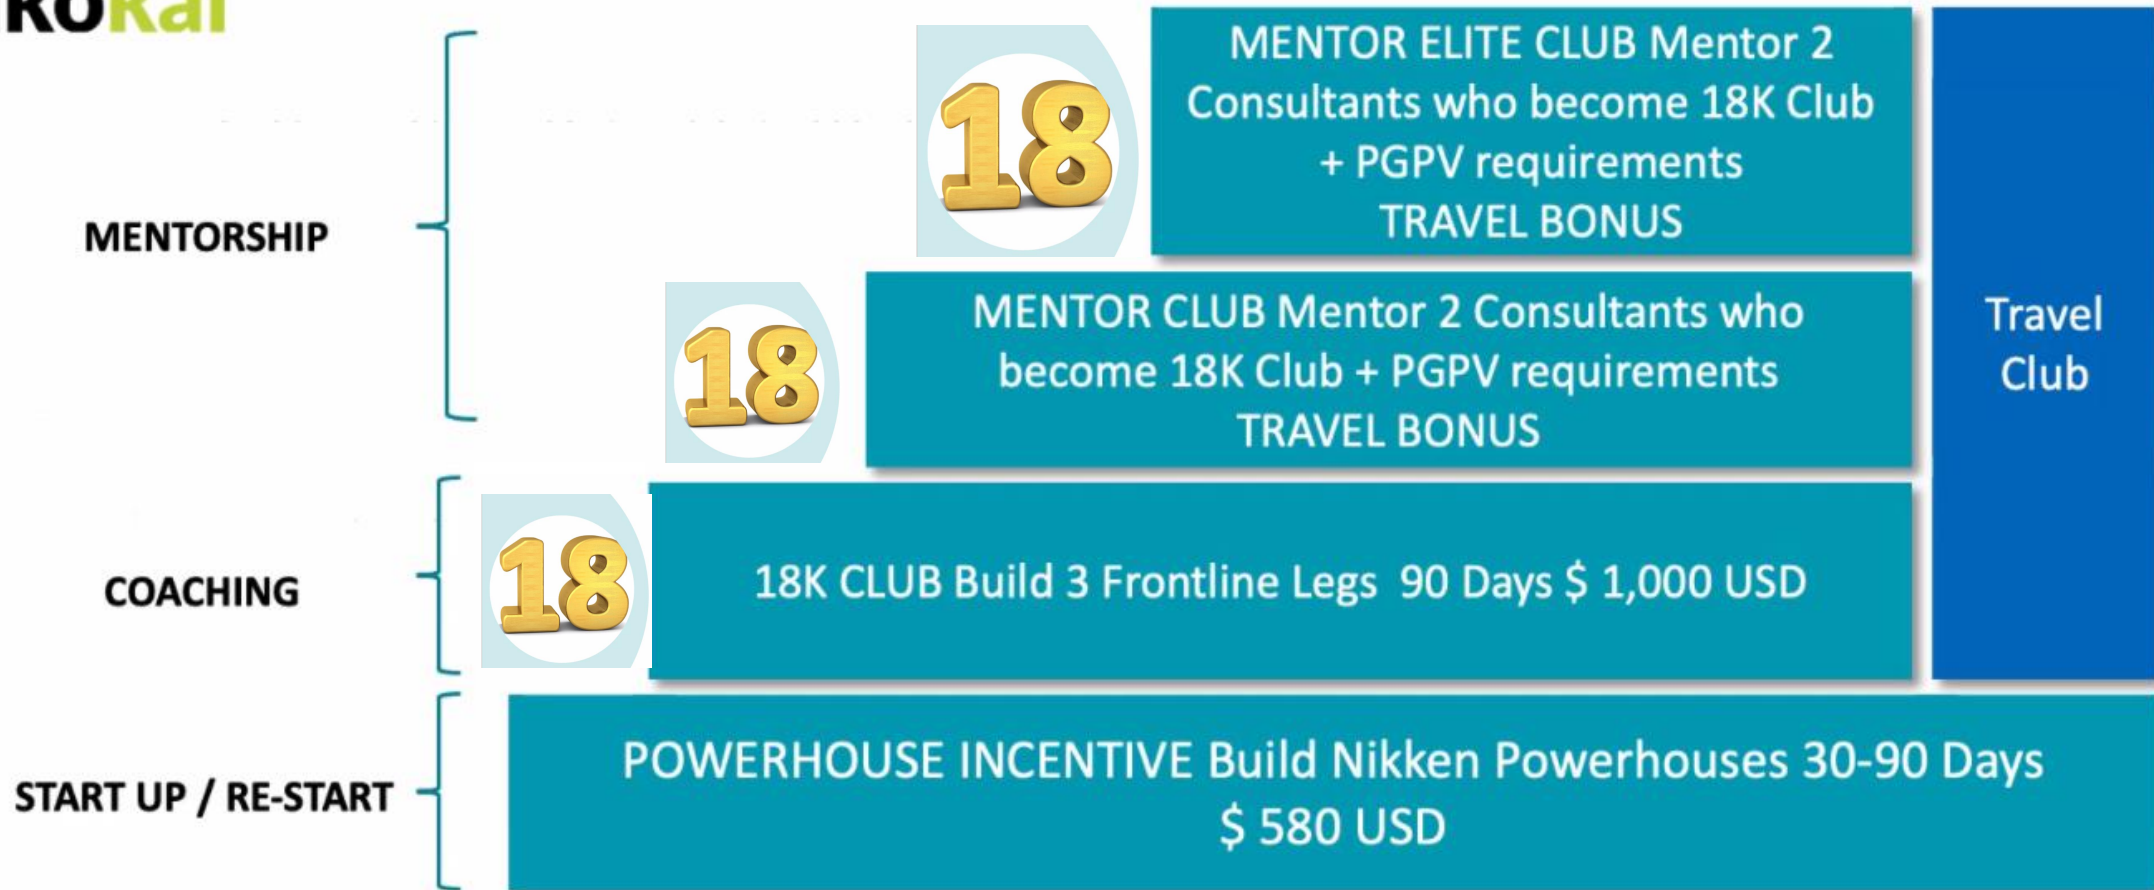 KoKai
MENTORSHIP
18
MENTOR ELITE CLUB Mentor 2
Consultants who become 18K Club
+ PGPV requirements
TRAVEL BONUS
18
MENTOR CLUB Mentor 2 Consultants who
become 18K Club + PGPV requirements
TRAVEL BONUS
Travel
Club
COACHING
18
18K CLUB Build 3 Frontline Legs 90 Days $ 1,000 USD
START UP / RE-START
POWERHOUSE INCENTIVE Build Nikken Powerhouses 30-90 Days
$ 580 USD